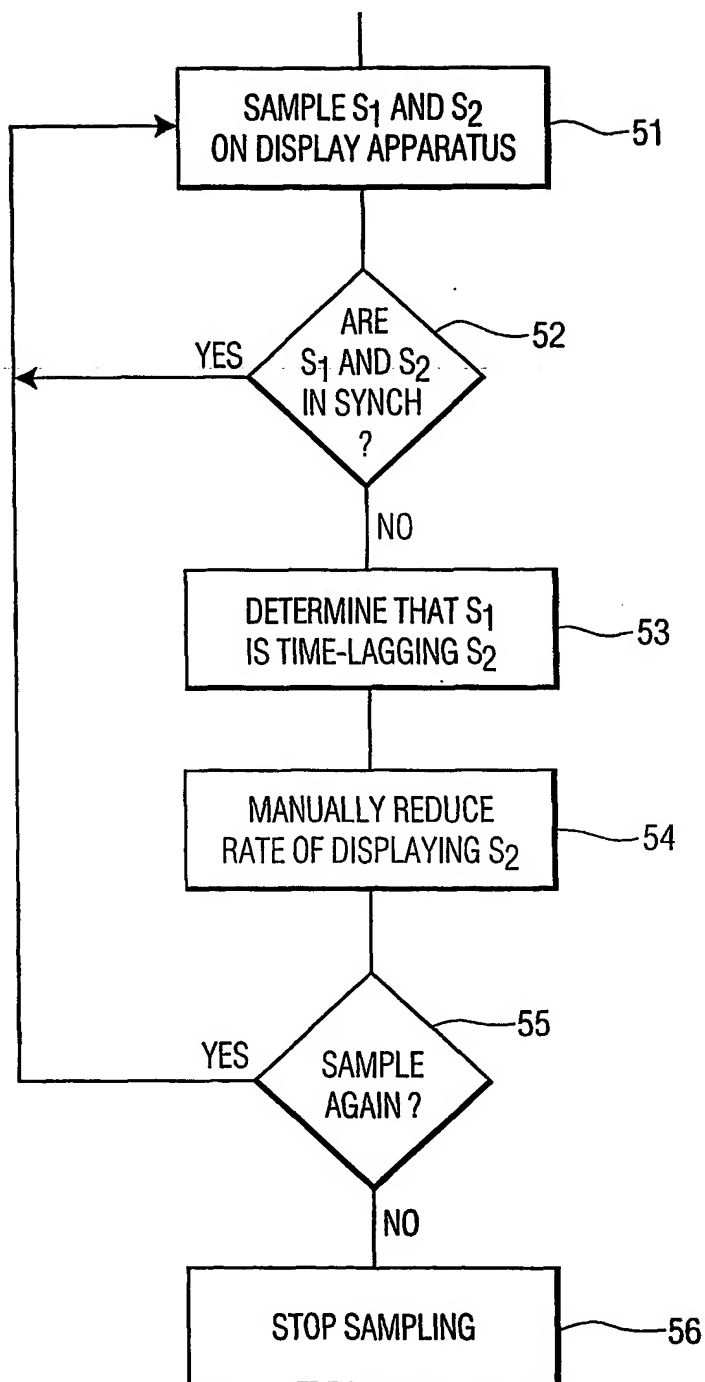 SAMPLE S1 AND S2
ON DISPLAY APPARATUS
51
ARE
S1 AND S2
IN SYNCH
?
52
YES
NO
DETERMINE THAT S1
IS TIME-LAGGING S2
53
MANUALLY REDUCE
RATE OF DISPLAYING S2
54
SAMPLE
AGAIN ?
55
YES
NO
STOP SAMPLING
56